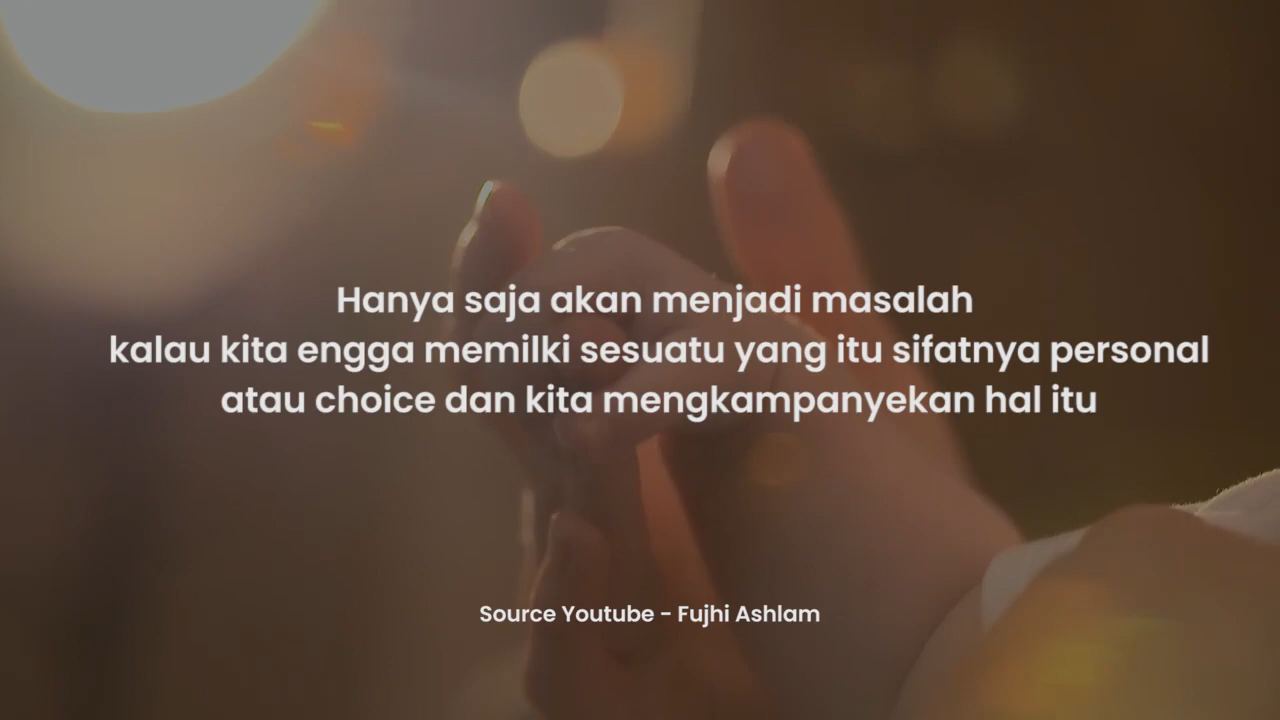 Hanya saja akan menjadi masalah
kalau kita engga memilki sesuatu yang itu sifatnya personal
atau choice dan kita mengkampanyekan hal itu
Source Youtube - Fujhi Ashlam